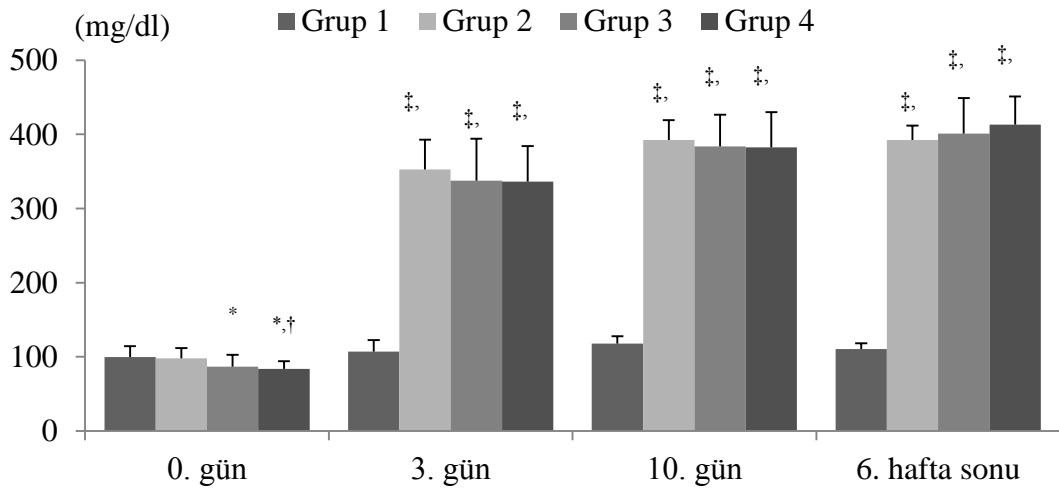 (mg/dl)
Grup 1 Grup 2 Grup 3 Grup 4
500
400
300
200
100
0
* *,†
‡, ‡, ‡,
‡, ‡, ‡,
‡, ‡, ‡,
0. gün 3. gün 10. gün 6. hafta sonu